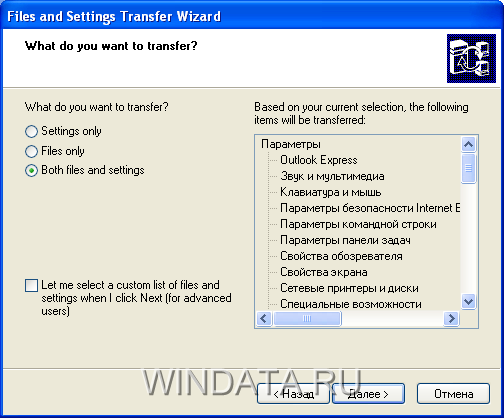 Files and Settings Transfer Wizard
What do you want to transfer?
What do you want to transfer?
Settings only
Files only
Both files and settings
Let me select a custom list of files and
settings when I click Next (for advanced
users)
Based on your current selection, the following
items will be transferred:
Параметры
Outlook Express
Звук и мультимедиа
Клавиатура и мышь
Параметры безопасности Internet E
Параметры командной строки
Параметры панели задач
Свойства обозревателя
Свойства экрана
Сетевые принтеры и диски
Специальные возможности
WINDATA.RU
< Назад
Далее >
Отмена